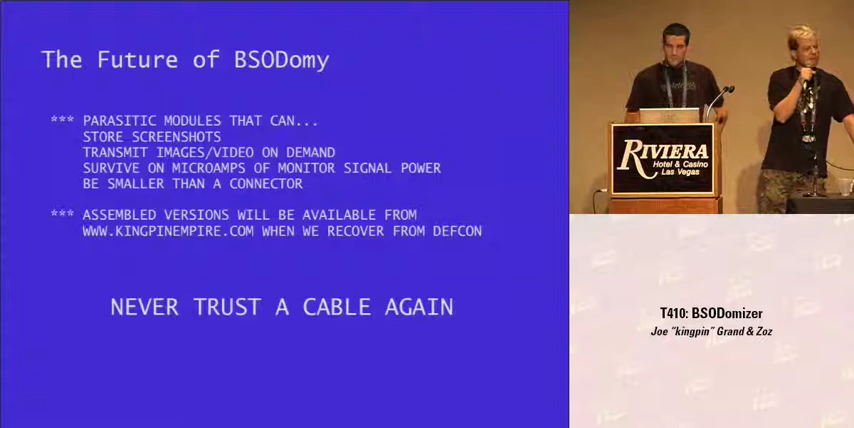 The Future of BSODomy
*** PARASITIC MODULES THAT CAN...
STORE SCREENSHOTS
TRANSMIT IMAGES/VIDEO ON DEMAND
SURVIVE ON MICROAMPS OF MONITOR SIGNAL POWER
BE SMALLER THAN A CONNECTOR
*** ASSEMBLED VERSIONS WILL BE AVAILABLE FROM
WWW.KINGPINEMPIRE.COM WHEN WE RECOVER FROM DEFCON
NEVER TRUST A CABLE AGAIN
RIVIERA
Hotel & Casino
Las Vegas
T410: BSODomizer
Joe "kingpin" Grand & Zoz